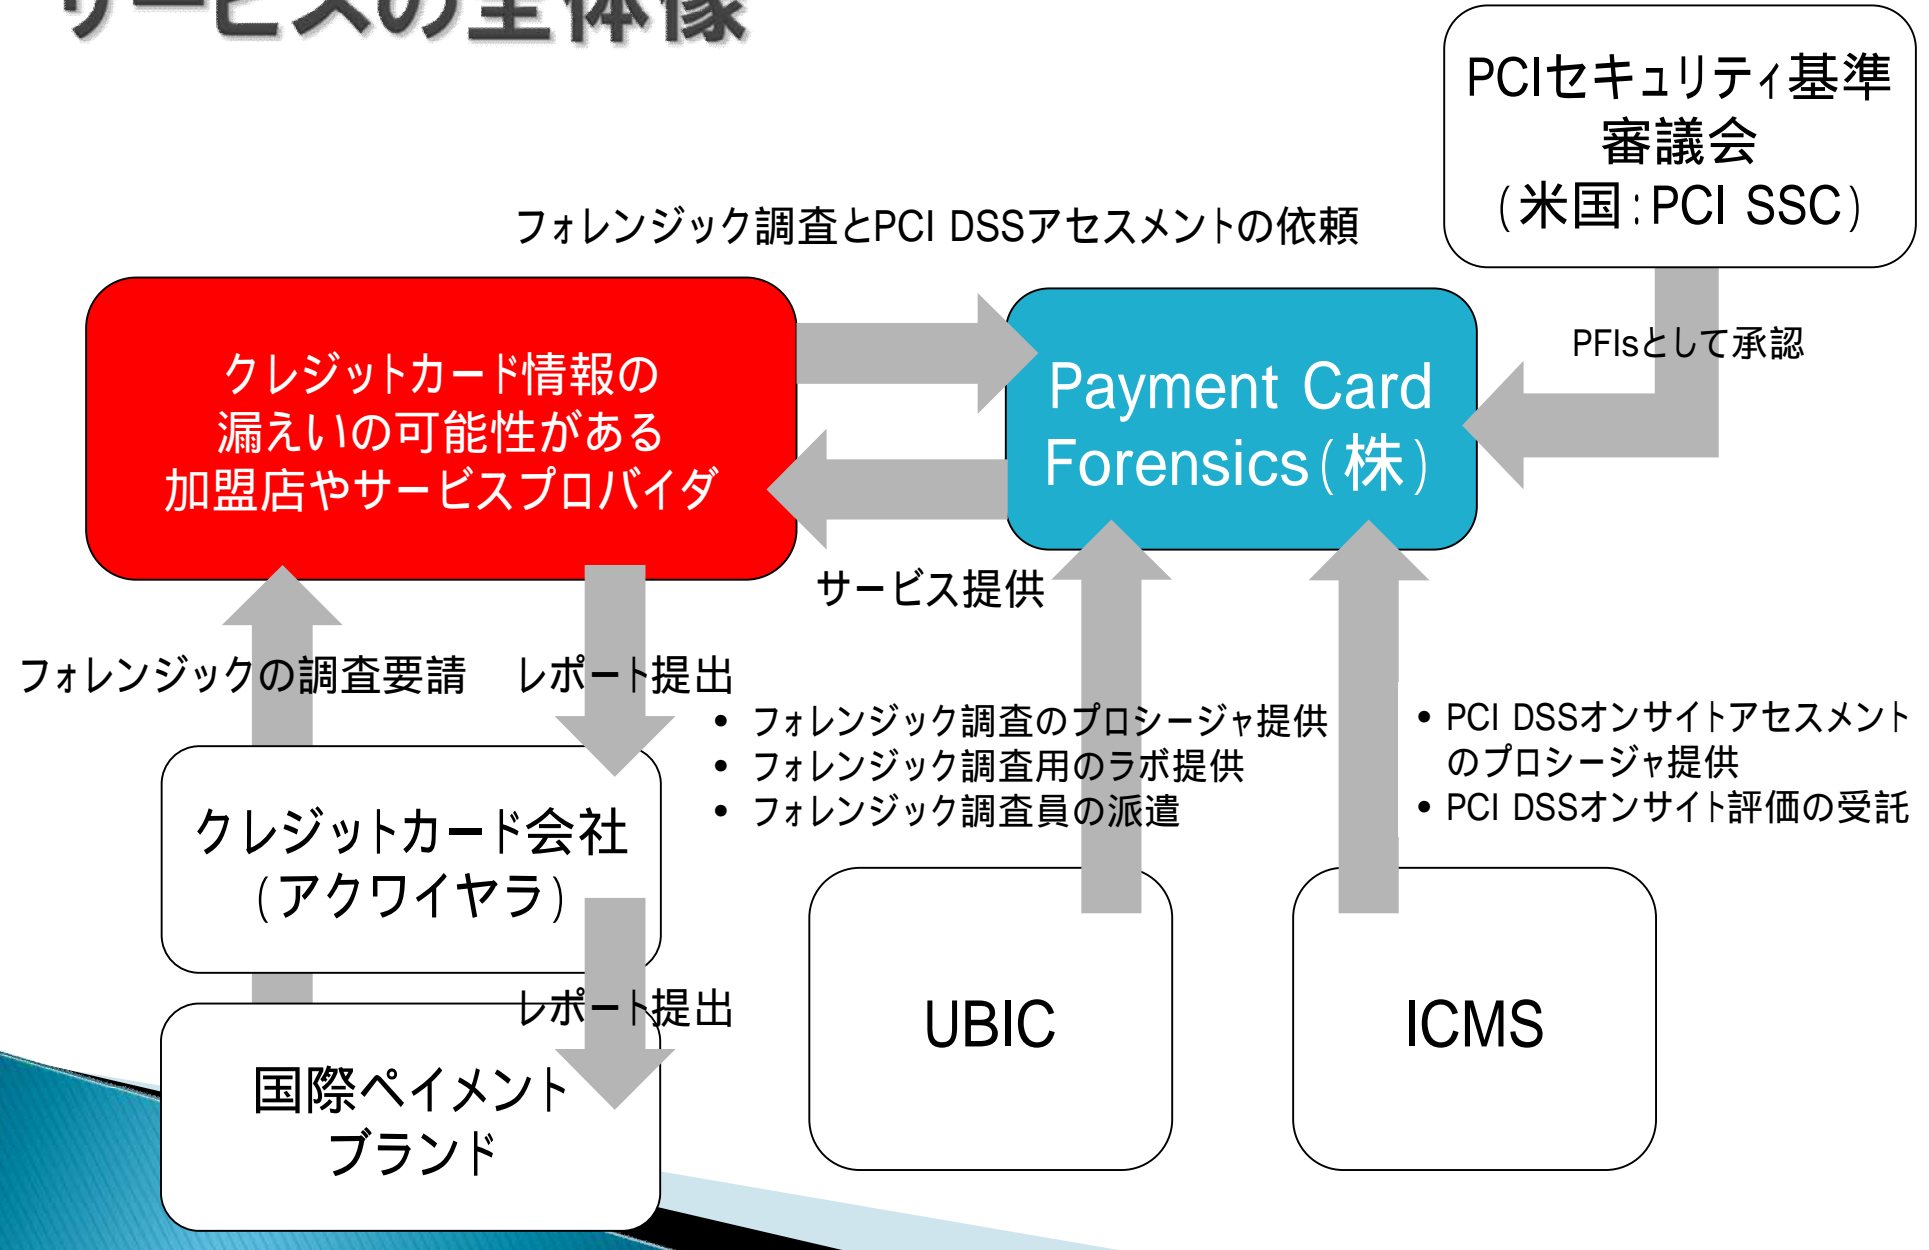 サービスの全体像
PCIセキュリティ基準
審議会
(米国:PCI SSC)
フォレンジック調査とPCI DSSアセスメントの依頼
PFIsとして承認
クレジットカード情報の
漏えいの可能性がある
加盟店やサービスプロバイダ
Payment Card
Forensics(株)
サービス提供
フォレンジックの調査要請
レポート提出
• フォレンジック調査のプロシージャ提供
• フォレンジック調査用のラボ提供
• フォレンジック調査員の派遣
• PCI DSSオンサイトアセスメント
のプロシージャ提供
• PCI DSSオンサイト評価の受託
クレジットカード会社
(アクワイヤラ)
レポート提出
国際ペイメント
ブランド
UBIC
ICMS